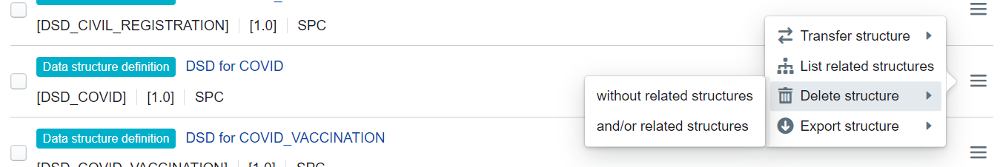 [DSD_CIVIL_REGISTRATION] [1.0] SPC
Data structure definition DSD for COVID
[DSD_COVID] [1.0] SPC
Data structure definition DSD for COVID_VACCINATION
[DSD_COVID_VACCINATION] [1.0] SPC
Transfer structure
List related structures
Delete structure
Export structure
without related structures
and/or related structures